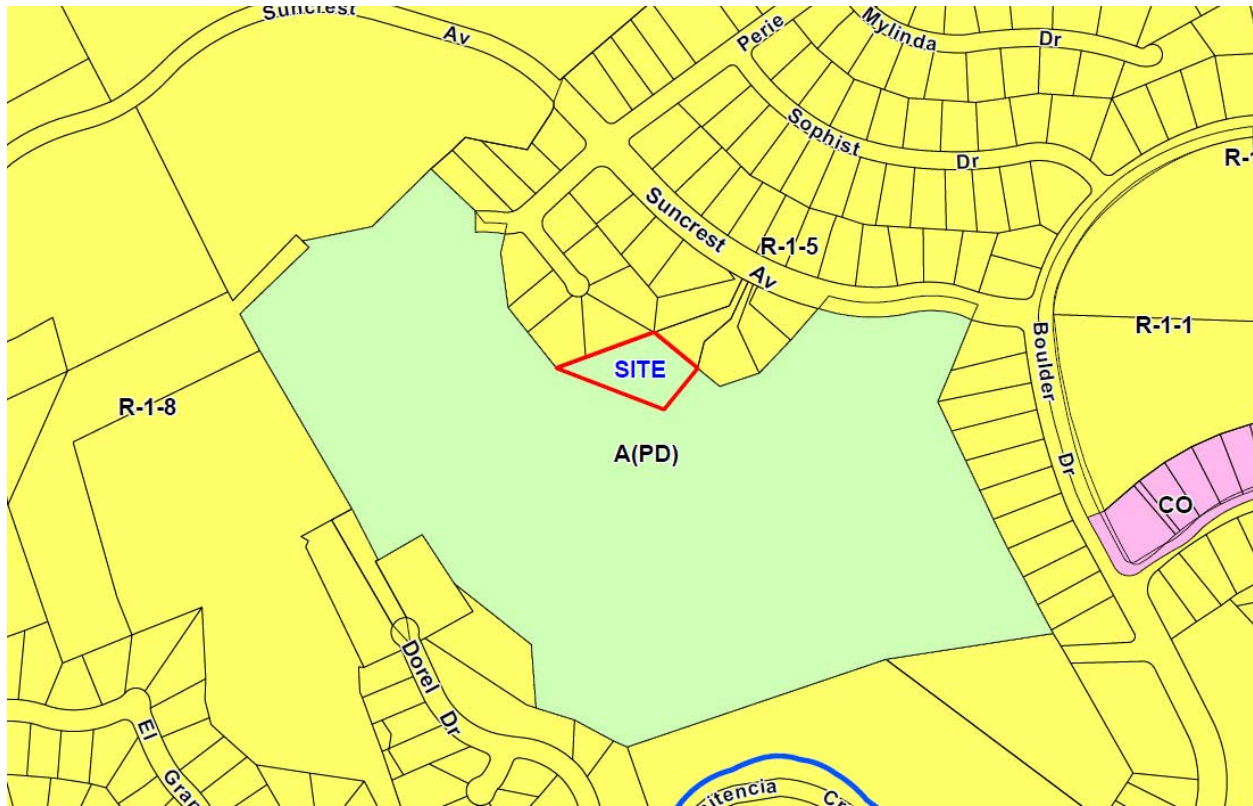 Suncrest
Av
Perie
Mylinda
Dr
Sophist
Dr
R-1
Suncrest
Av
R-1-5
Boulder
Dr
R-1-1
SITE
R-1-8
A(PD)
CO
Dorel
Dr
El
Gran
itencia
Cr